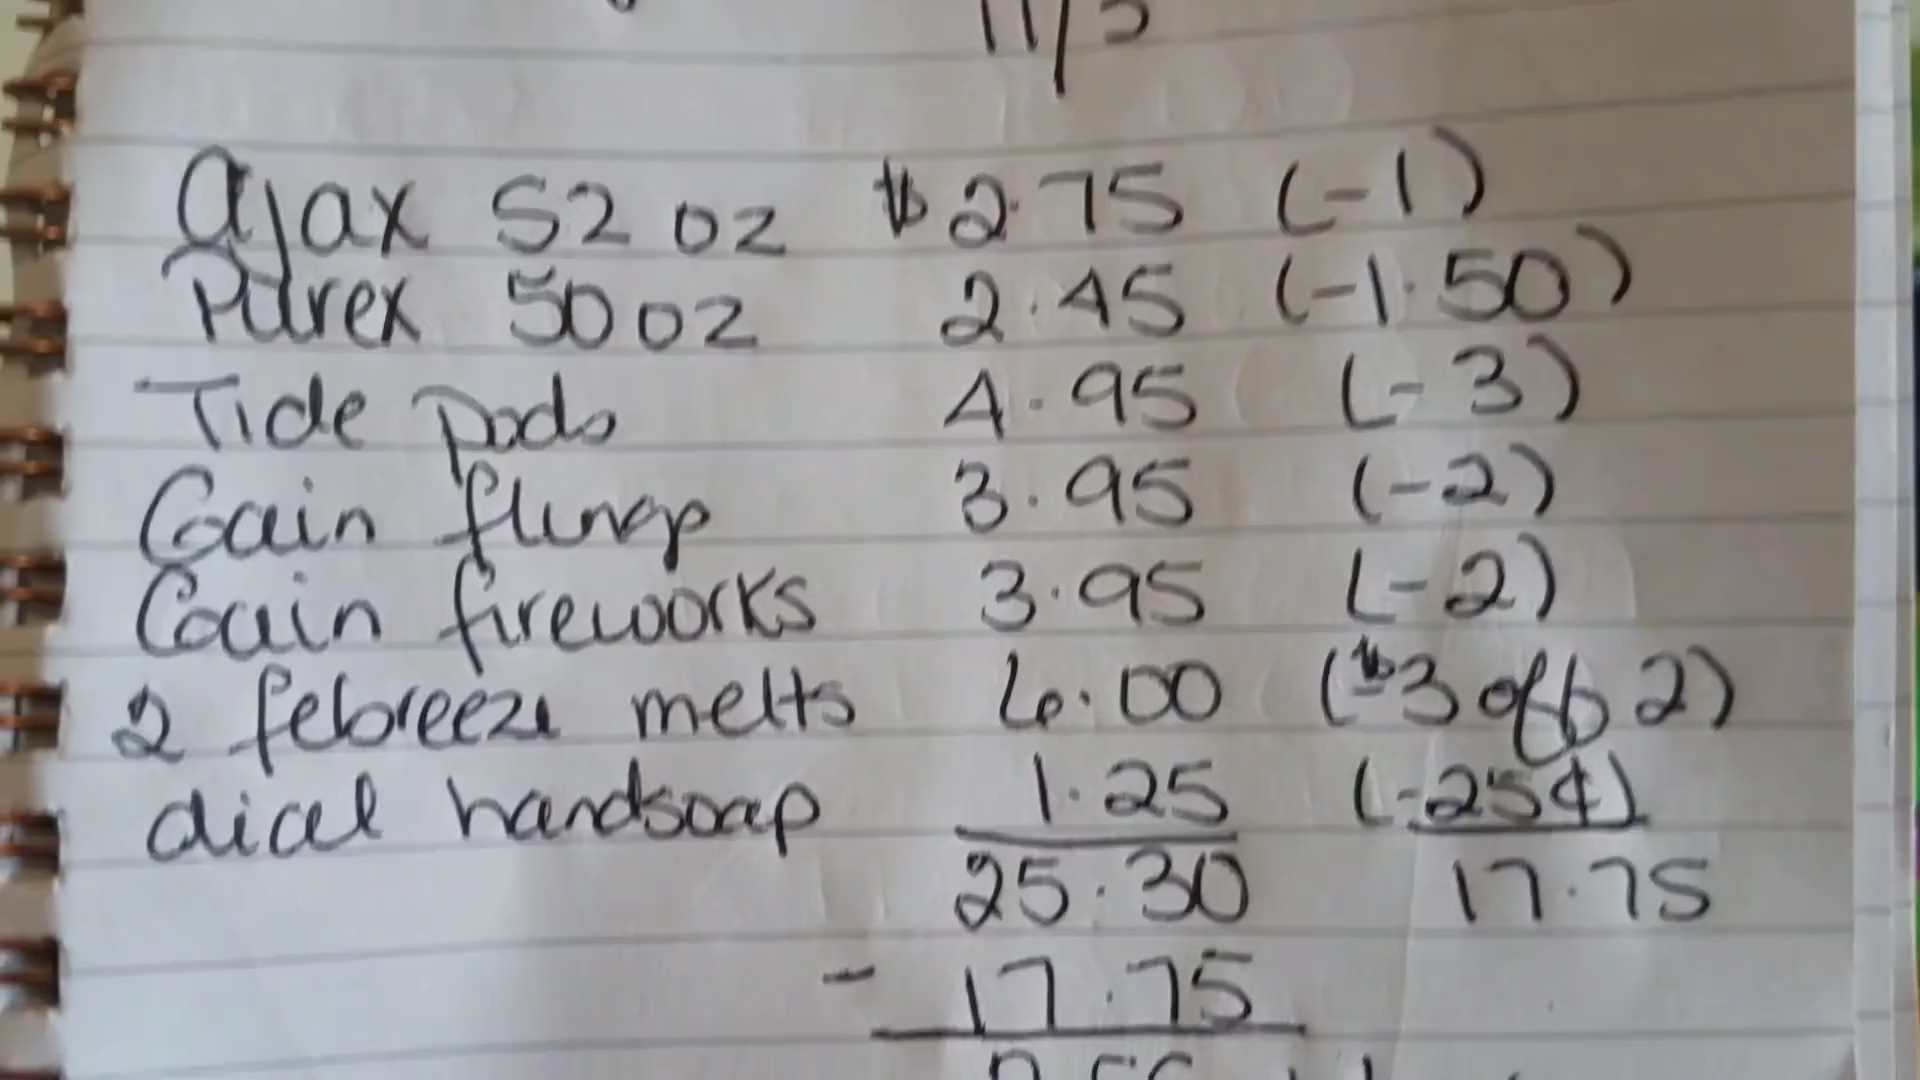 11/3
Ajax 52 oz $2.75 (-1)
Purex 50 oz 2.45 (-1.50)
Tide pods 4.95 (-3)
Gain flings 3.95 (-2)
Gain fireworks 3.95 (-2)
2 febreeze melts 6.00 ($3 off 2)
dial handsoap 1.25 (-25¢)
25.30 17.75
- 17.75